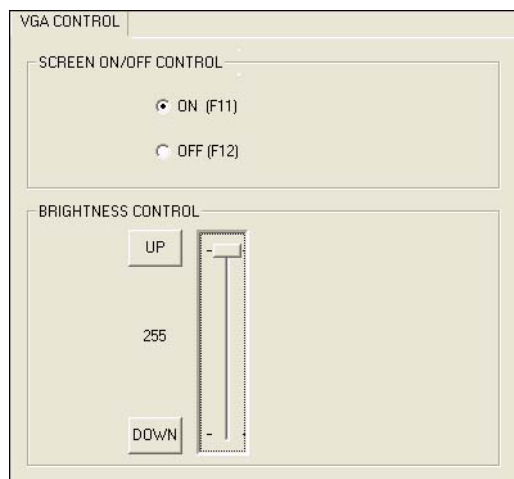 VGA CONTROL
SCREEN ON/OFF CONTROL
ON (F11)
OFF (F12)
BRIGHTNESS CONTROL
UP
255
DOWN